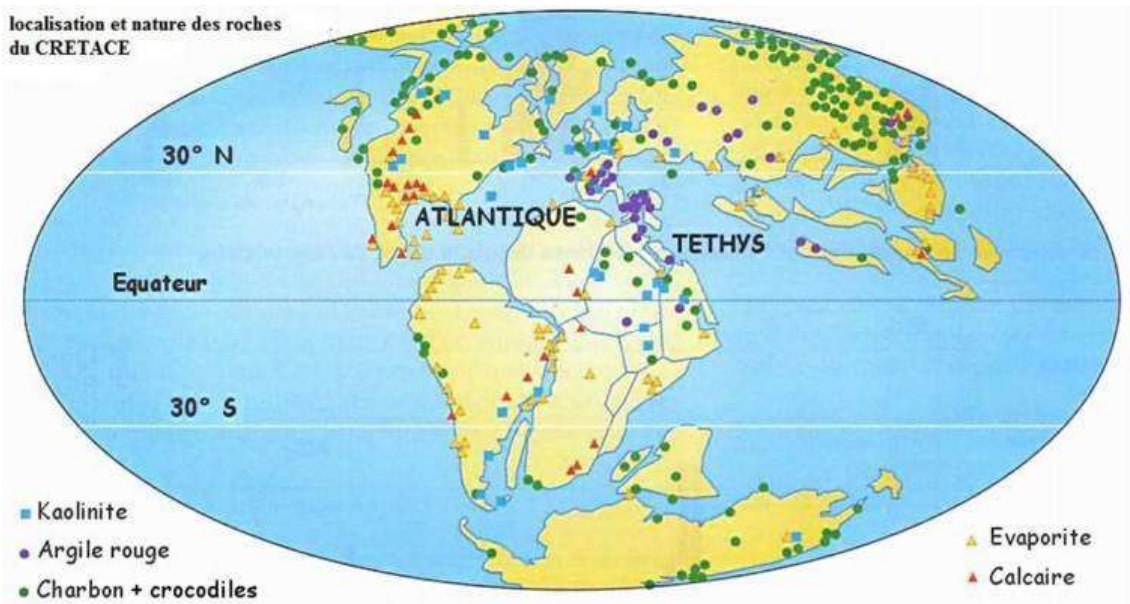 localisation et nature des roches
du CRETACE
30° N
ATLANTIQUE
TETHYS
Equateur
30° S
Kaolinite
Argile rouge
Charbon + crocodiles
Evaporite
Calcaire